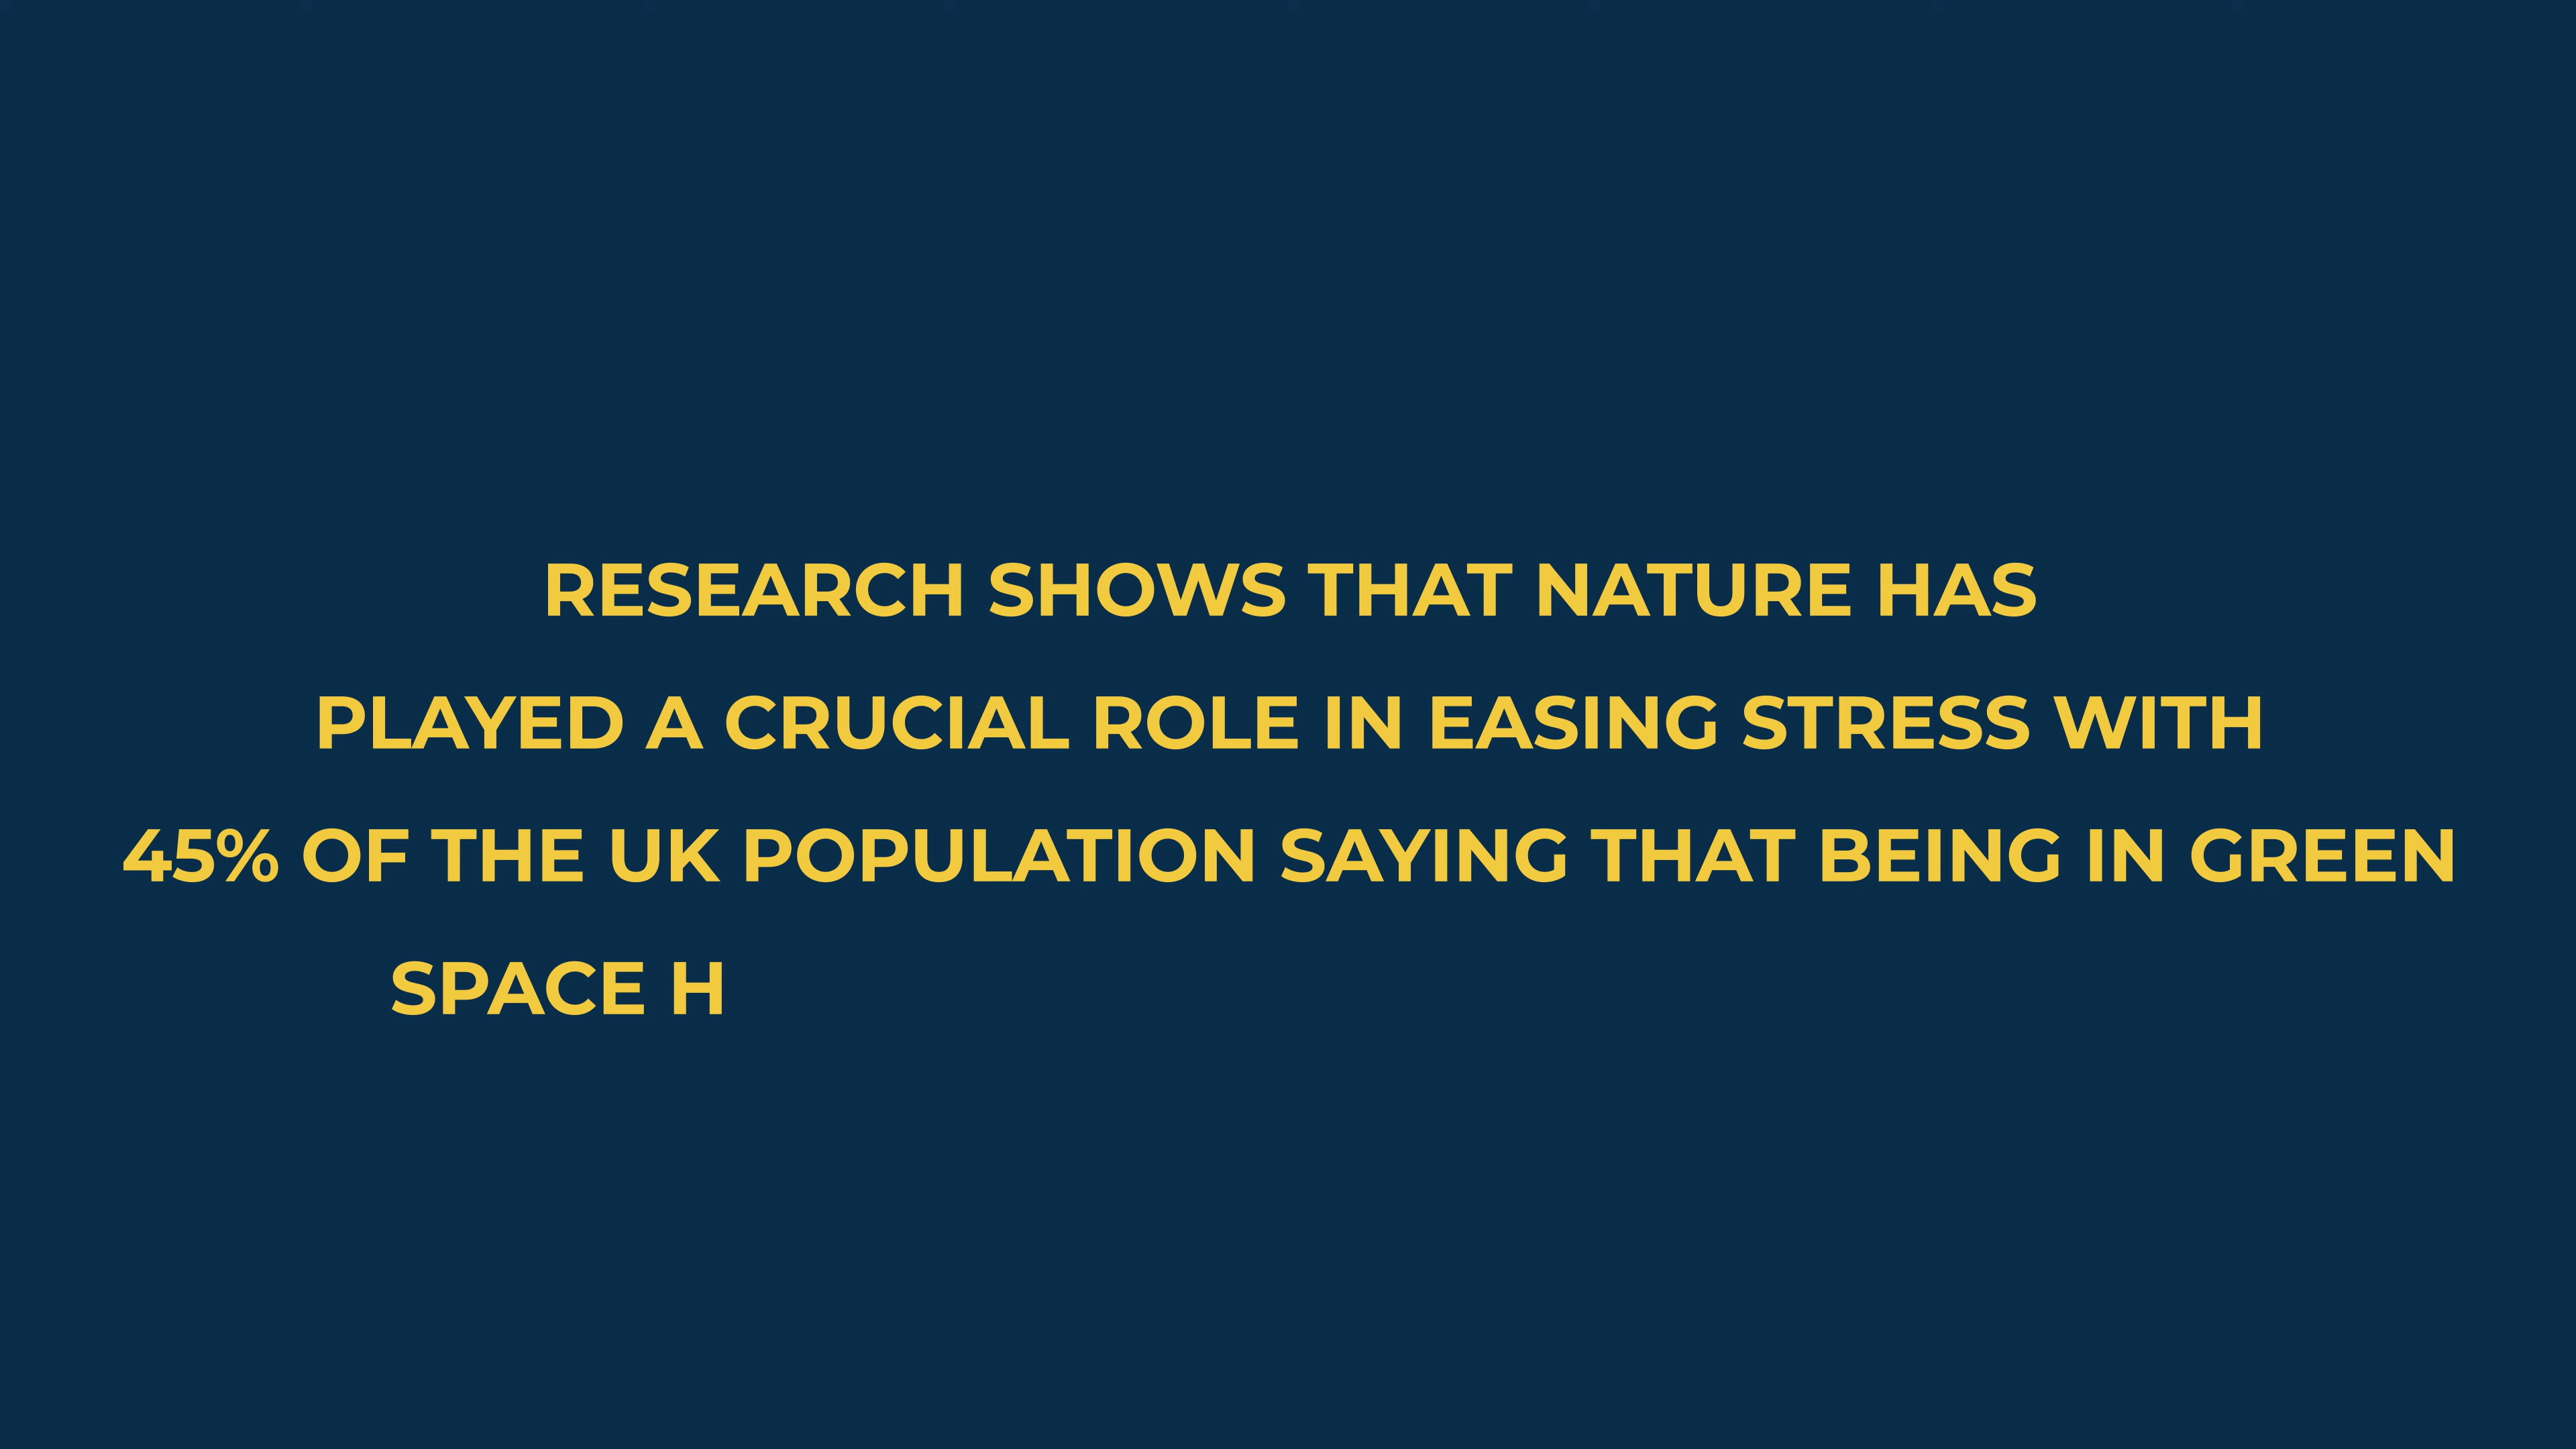 RESEARCH SHOWS THAT NATURE HAS
PLAYED A CRUCIAL ROLE IN EASING STRESS WITH
45% OF THE UK POPULATION SAYING THAT BEING IN GREEN
SPACE H